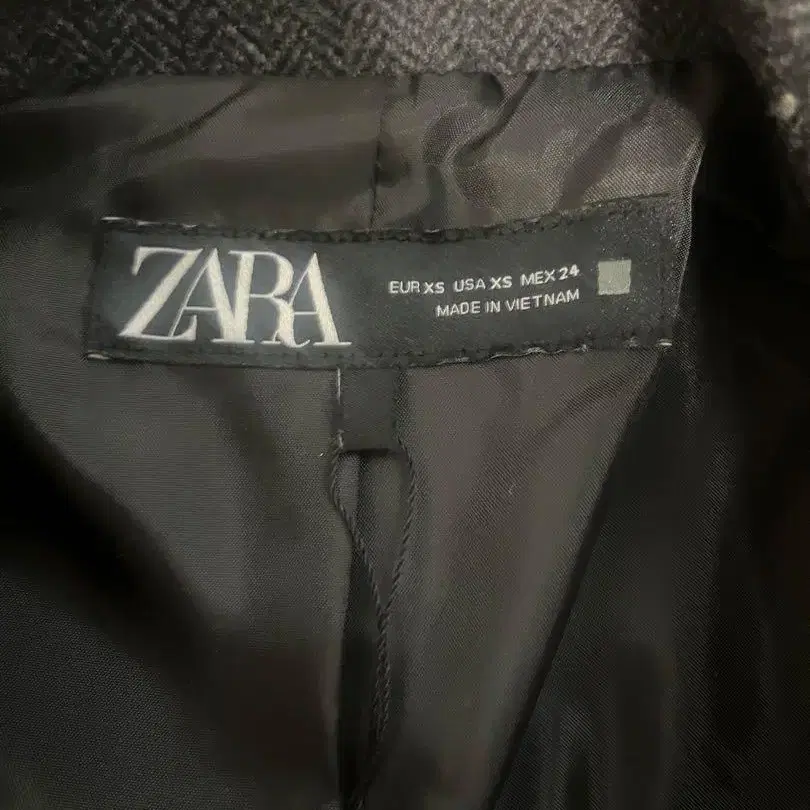 ZARA
EUR XS USA XS MEX 24
MADE IN VIETNAM